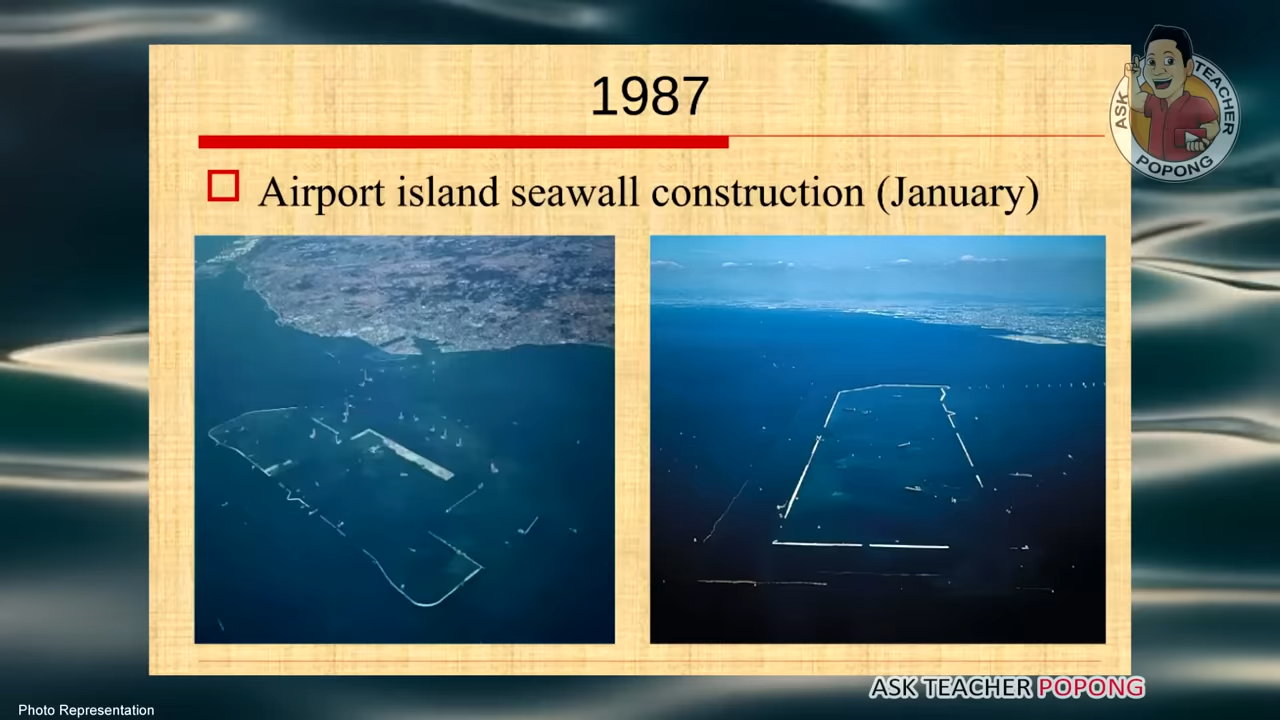 1987
Airport island seawall construction (January)
ASK TEACHER POPONG
ASK TEACHER POPONG
Photo Representation